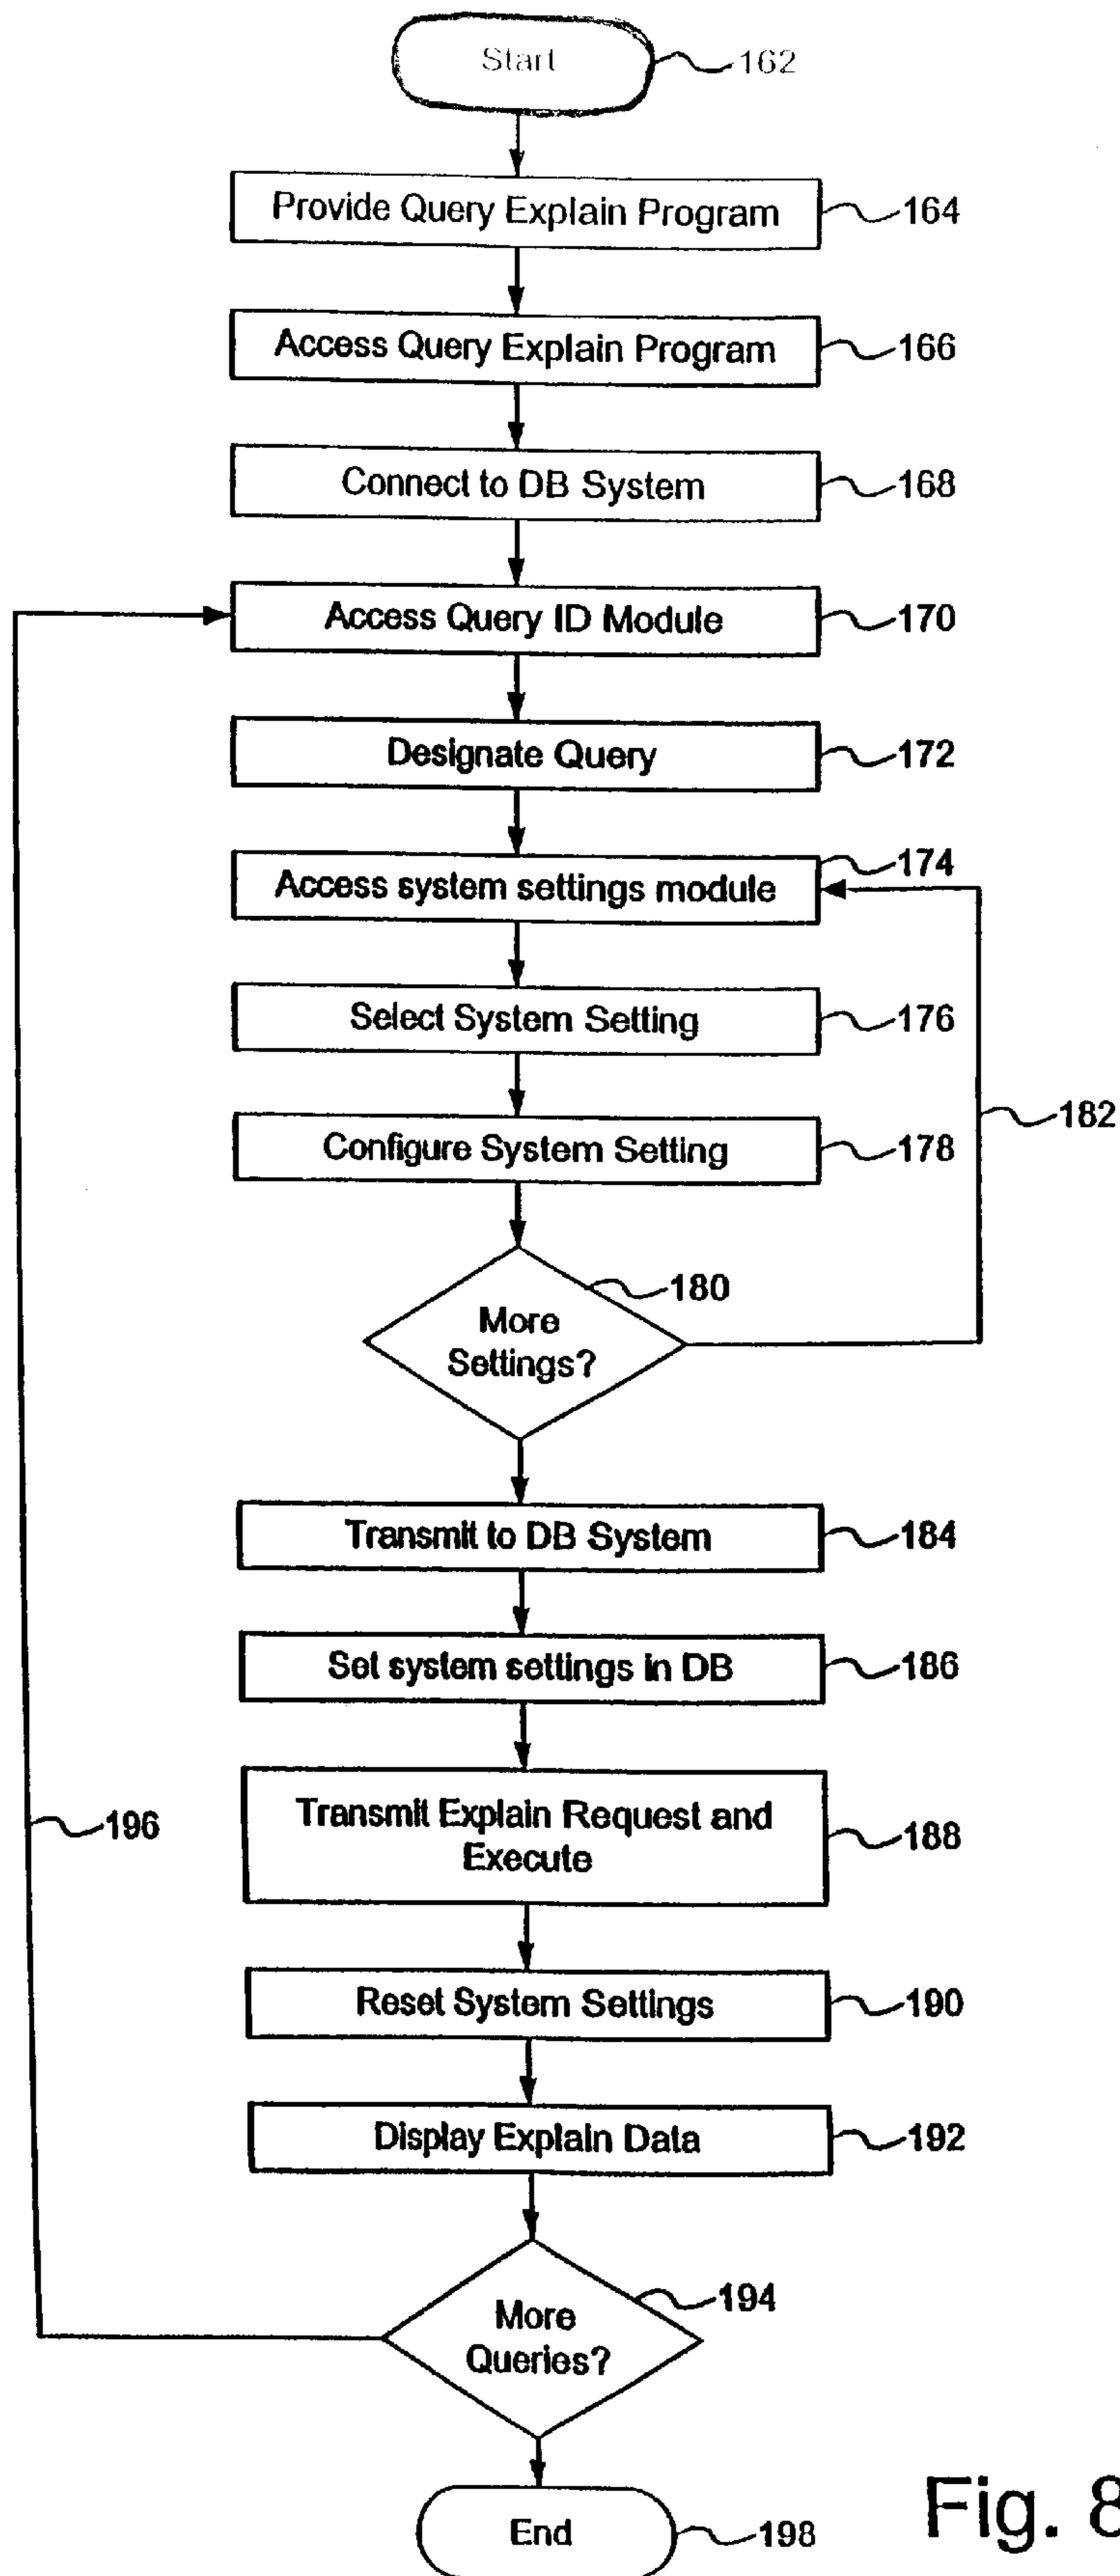 Start
162
Provide Query Explain Program
164
Access Query Explain Program
166
Connect to DB System
168
Access Query ID Module
170
Designate Query
172
Access system settings module
174
Select System Setting
176
Configure System Setting
178
182
More
Settings?
180
Transmit to DB System
184
Set system settings in DB
186
Transmit Explain Request and
Execute
188
196
Reset System Settings
190
Display Explain Data
192
More
Queries?
194
End
198
Fig. 8